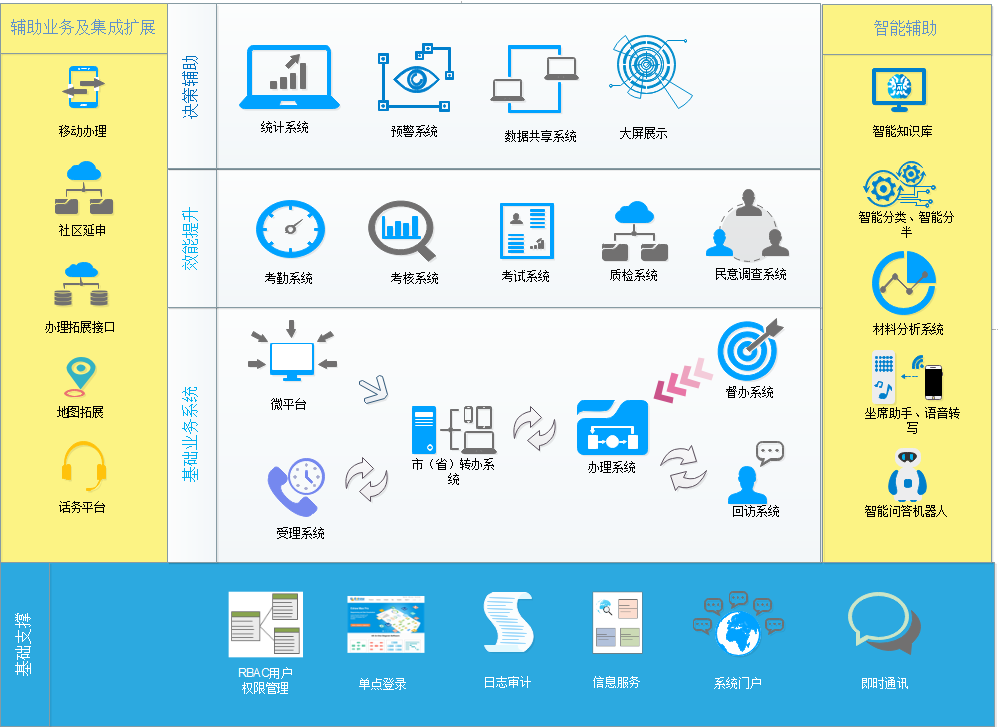 辅助业务及集成扩展
移动办理
社区延申
办理拓展接口
地图拓展
话务平台
决策辅助
统计系统
预警系统
数据共享系统
大屏展示
效能提升
考勤系统
考核系统
考试系统
质检系统
民意调查系统
基础业务系统
微平台
受理系统
市（省）转办系
统
办理系统
督办系统
回访系统
智能辅助
智能知识库
智能分类、智能分
半
材料分析系统
坐席助手、语音转
写
智能问答机器人
基础支撑
RBAC用户
权限管理
单点登录
日志审计
信息服务
系统门户
即时通讯